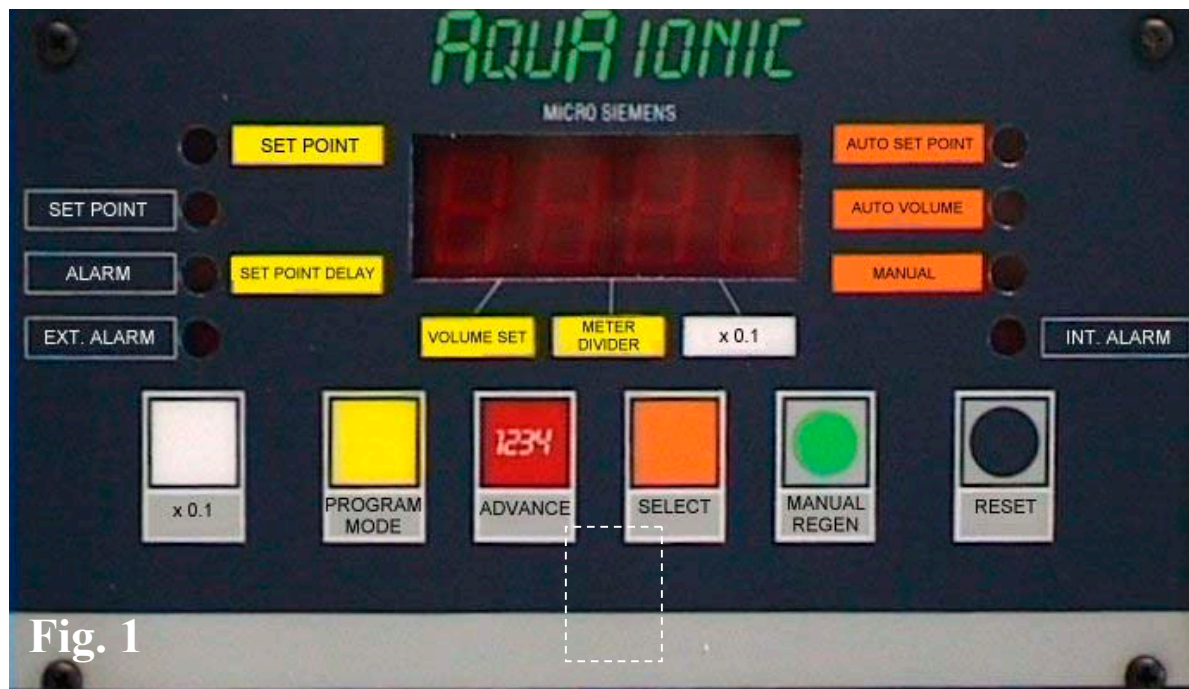 AQUAIONIC
MICRO SIEMENS
SET POINT
AUTO SET POINT
SET POINT
AUTO VOLUME
ALARM
SET POINT DELAY
MANUAL
EXT. ALARM
VOLUME SET
METER
DIVIDER
x 0.1
INT. ALARM
1234
x 0.1
PROGRAM
MODE
ADVANCE
SELECT
MANUAL
REGEN
RESET
Fig. 1